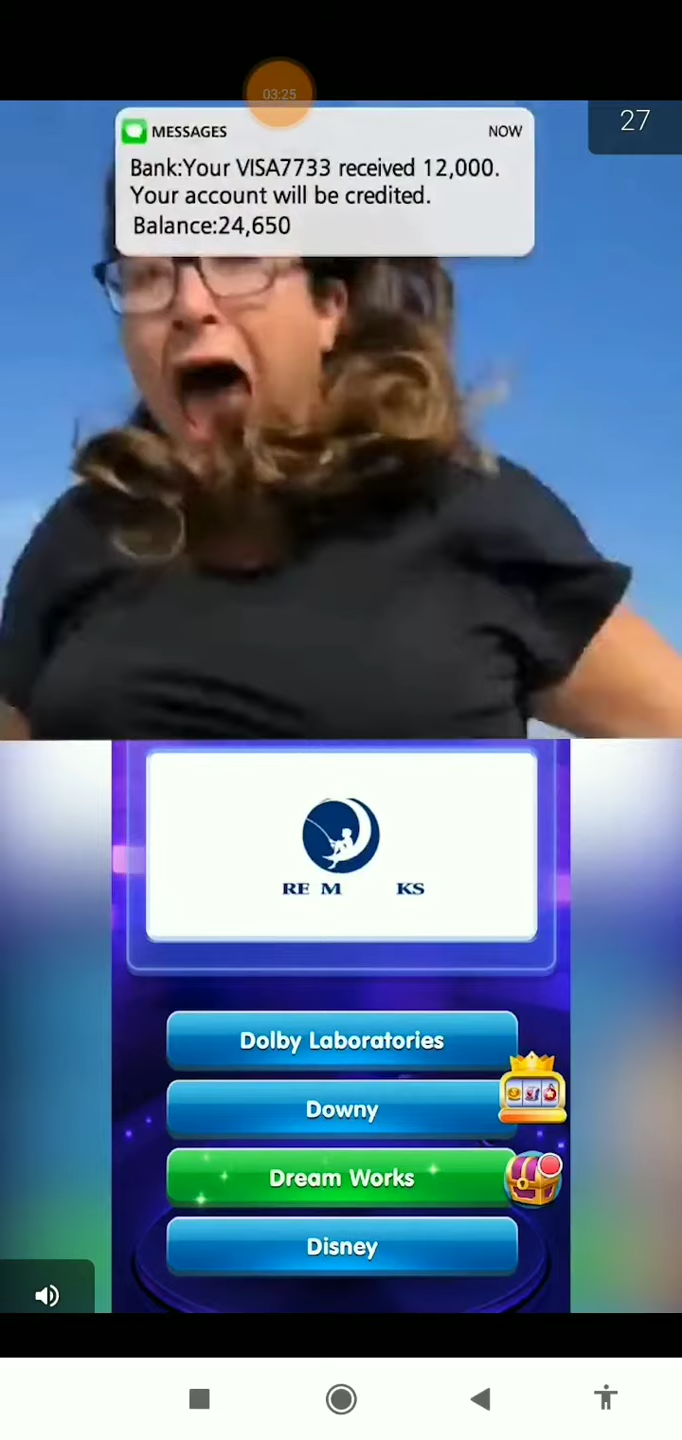 03:25
27
MESSAGES NOW
Bank:Your VISA7733 received 12,000.
Your account will be credited.
Balance:24,650
RE M KS
Dolby Laboratories
Downy
Dream Works
Disney